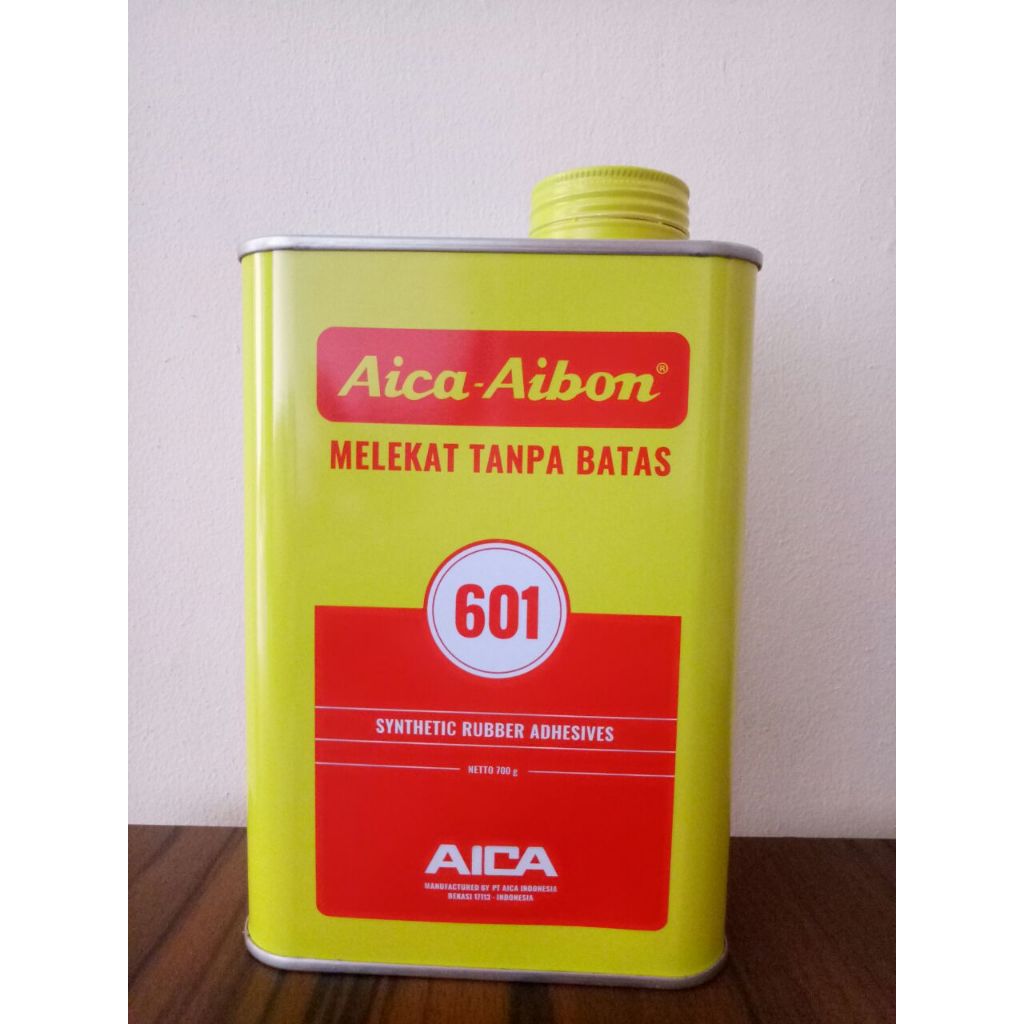 Aica-Aibon®
MELEKAT TANPA BATAS
601
SYNTHETIC RUBBER ADHESIVES
NETTO 700 g
AICA
MANUFACTURED BY PT AICA INDONESIA
BEKASI 17113 - INDONESIA